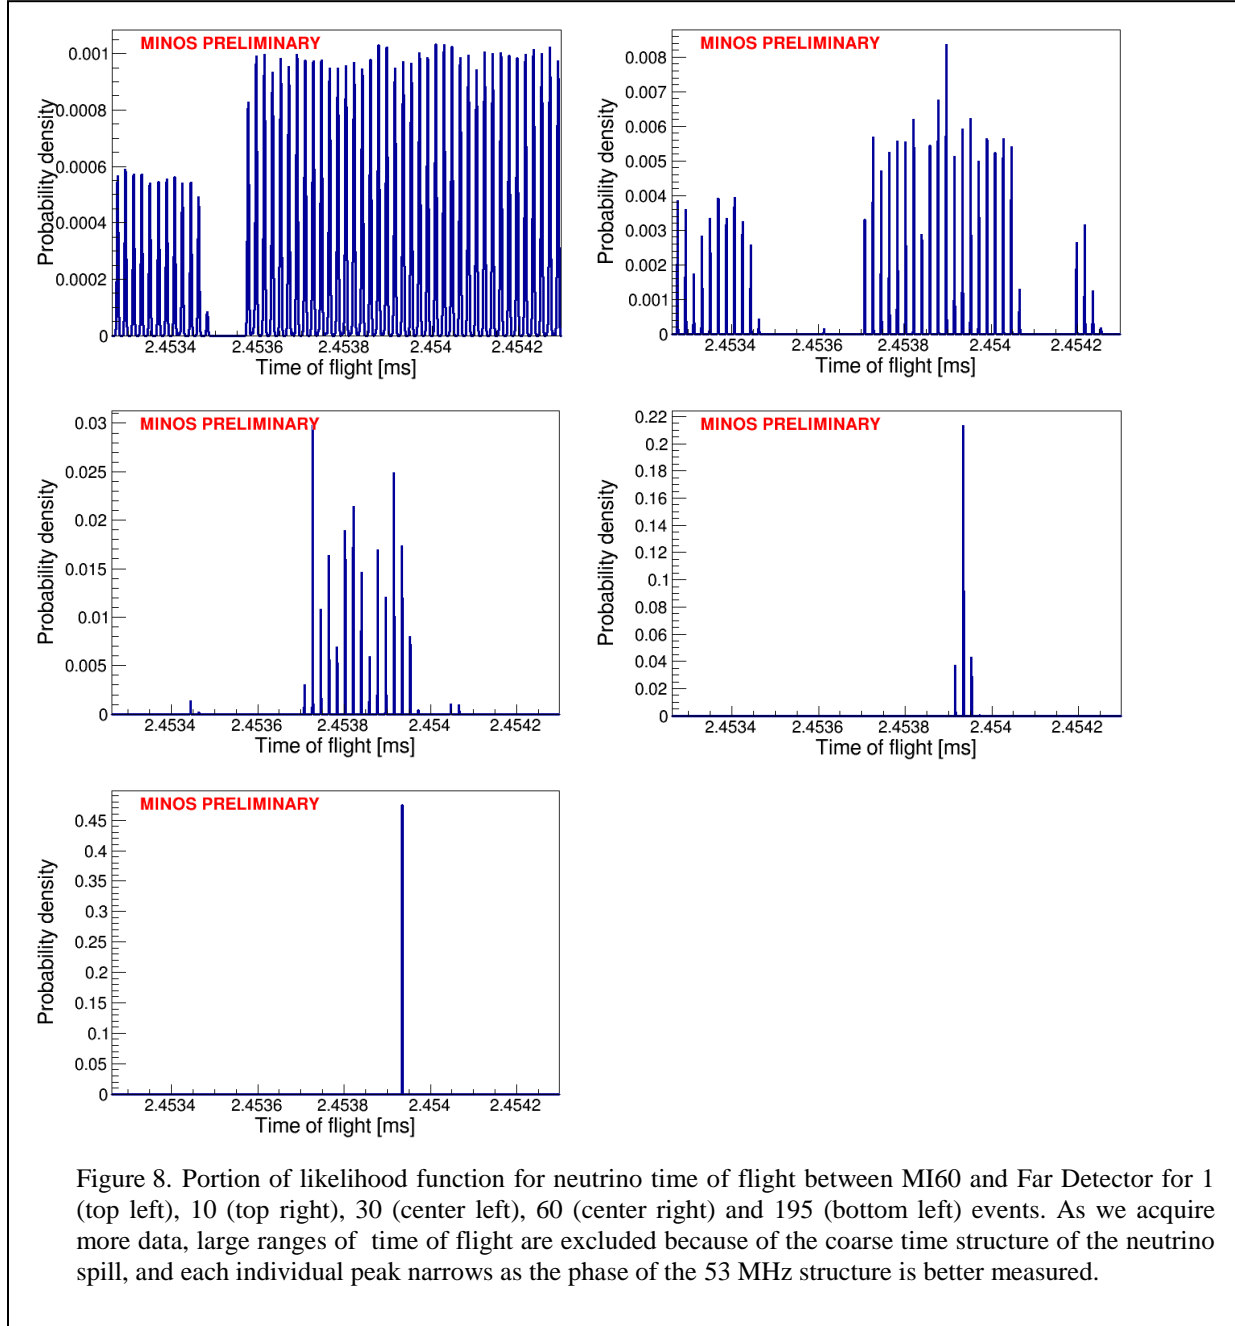 MINOS PRELIMINARY
Probability density
0.001
0.0008
0.0006
0.0004
0.0002
0
2.4534 2.4536 2.4538 2.454 2.4542
Time of flight [ms]
MINOS PRELIMINARY
Probability density
0.008
0.007
0.006
0.005
0.004
0.003
0.002
0.001
0
2.4534 2.4536 2.4538 2.454 2.4542
Time of flight [ms]
MINOS PRELIMINARY
Probability density
0.03
0.025
0.02
0.015
0.01
0.005
0
2.4534 2.4536 2.4538 2.454 2.4542
Time of flight [ms]
MINOS PRELIMINARY
Probability density
0.22
0.2
0.18
0.16
0.14
0.12
0.1
0.08
0.06
0.04
0.02
0
2.4534 2.4536 2.4538 2.454 2.4542
Time of flight [ms]
MINOS PRELIMINARY
Probability density
0.45
0.4
0.35
0.3
0.25
0.2
0.15
0.1
0.05
0
2.4534 2.4536 2.4538 2.454 2.4542
Time of flight [ms]
Figure 8. Portion of likelihood function for neutrino time of flight between MI60 and Far Detector for 1
(top left), 10 (top right), 30 (center left), 60 (center right) and 195 (bottom left) events. As we acquire
more data, large ranges of time of flight are excluded because of the coarse time structure of the neutrino
spill, and each individual peak narrows as the phase of the 53 MHz structure is better measured.